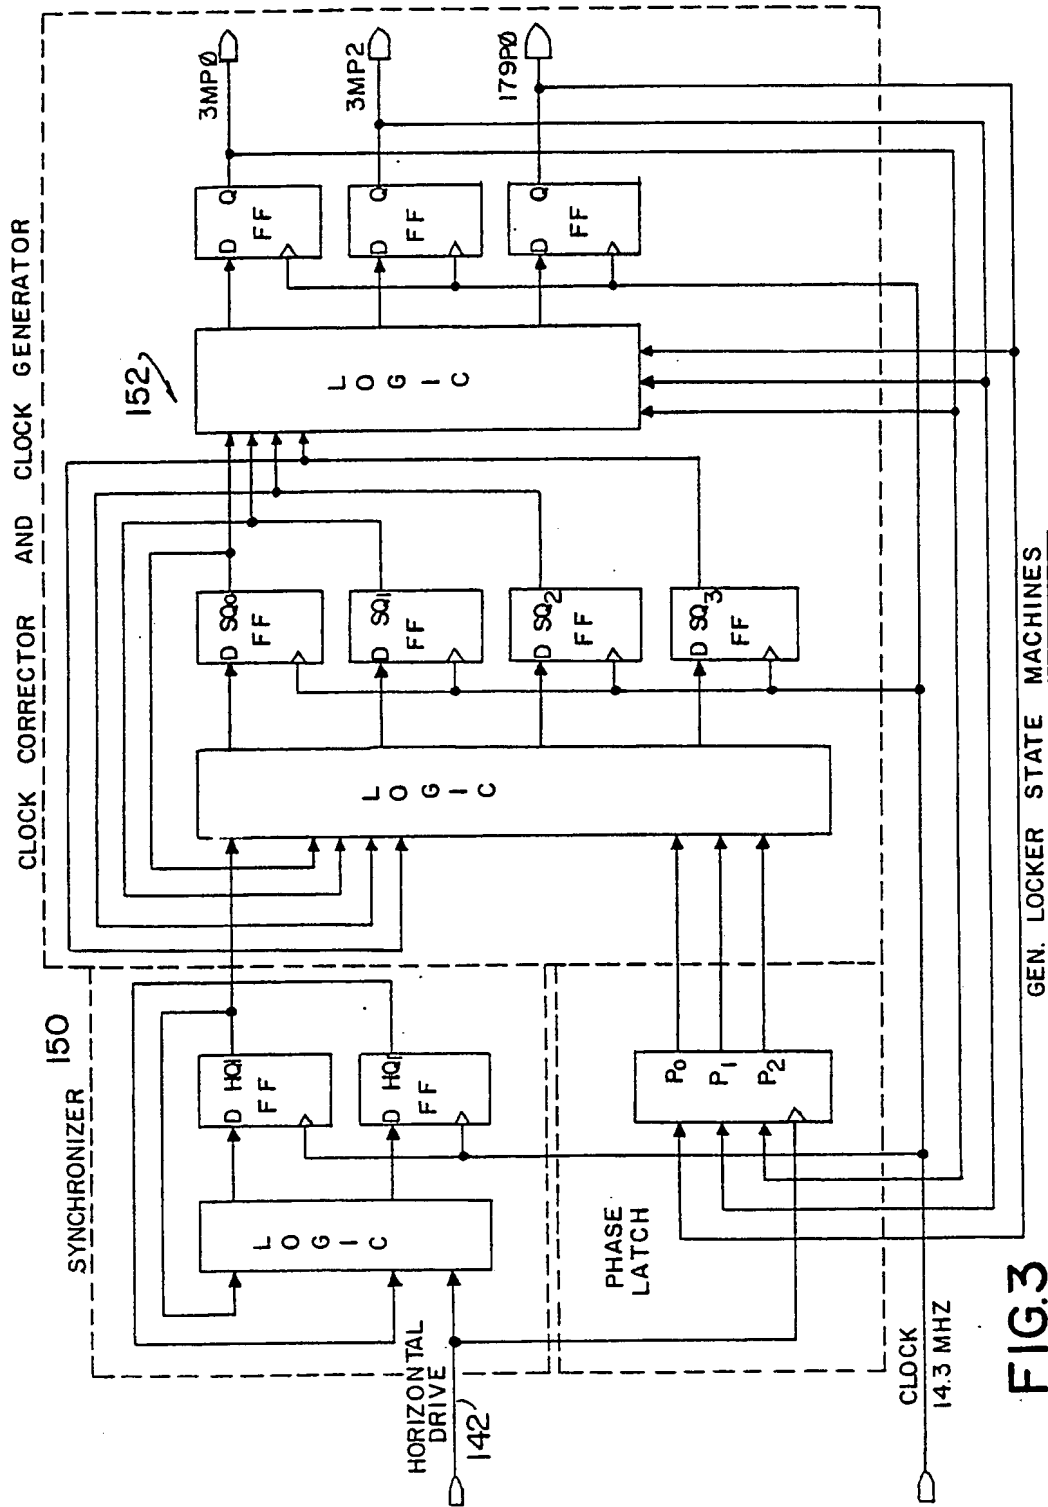 CLOCK CORRECTOR AND CLOCK GENERATOR
SYNCHRONIZER
150
LOGIC
D HQ1
FF
D HQ1
FF
HORIZONTAL
DRIVE
142
PHASE
LATCH
P0
P1
P2
LOGIC
D SQ0
FF
D SQ1
FF
D SQ2
FF
D SQ3
FF
152
LOGIC
D Q
FF
D Q
FF
D Q
FF
3MPØ
3MP2
179PØ
CLOCK
14.3 MHZ
GEN. LOCKER STATE MACHINES
FIG.3